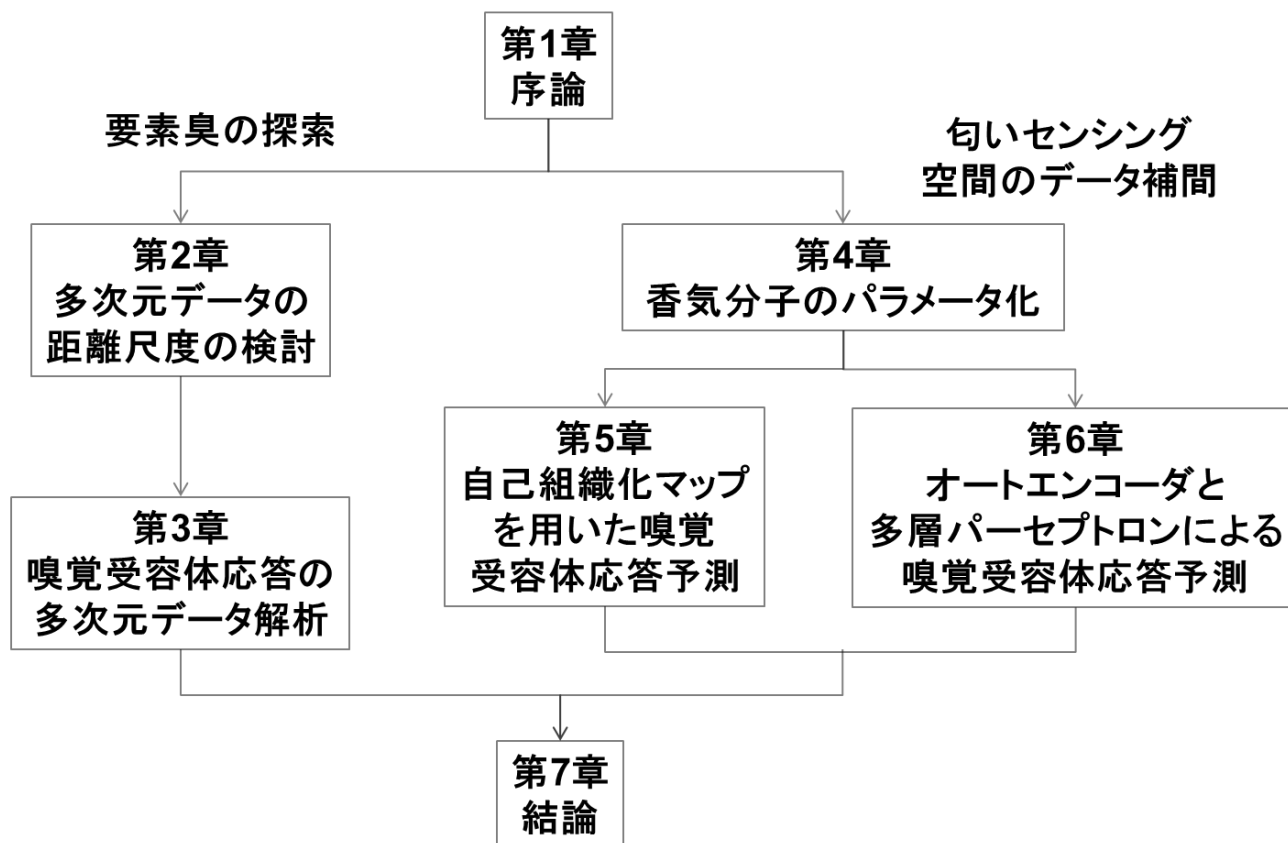 第1章
序論
要素臭の探索
匂いセンシング
空間のデータ補間
第2章
多次元データの
距離尺度の検討
第4章
香気分子のパラメータ化
第3章
嗅覚受容体応答の
多次元データ解析
第5章
自己組織化マップ
を用いた嗅覚
受容体応答予測
第6章
オートエンコーダと
多層パーセプトロンによる
嗅覚受容体応答予測
第7章
結論